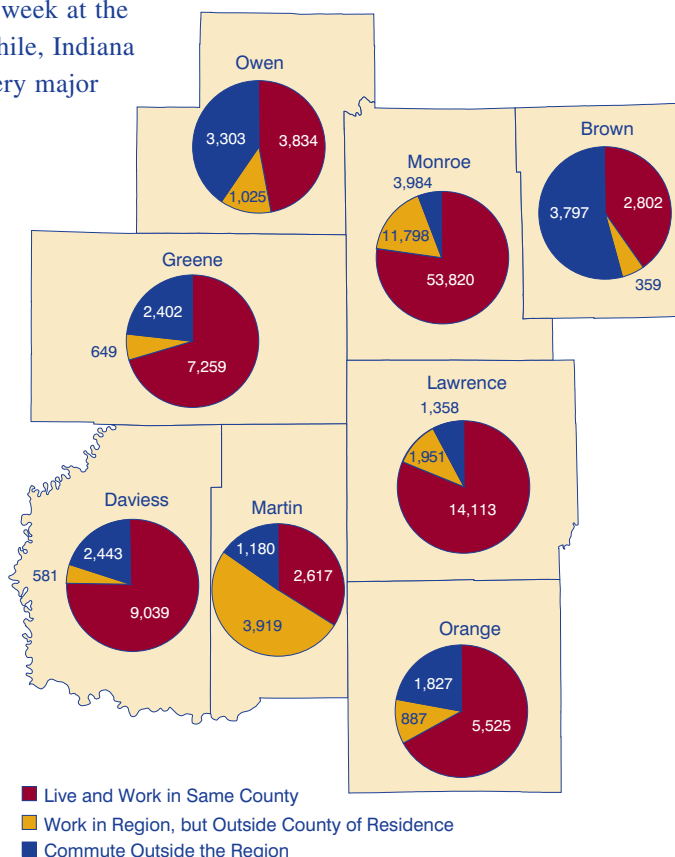 week at the
hile, Indiana
ery major
Owen
3,303
3,834
1,025
Brown
3,797
2,802
359
Monroe
3,984
11,798
53,820
Greene
2,402
649
7,259
Lawrence
1,358
1,951
14,113
Daviess
2,443
581
9,039
Martin
1,180
2,617
3,919
Orange
1,827
887
5,525
Live and Work in Same County
Work in Region, but Outside County of Residence
Commute Outside the Region